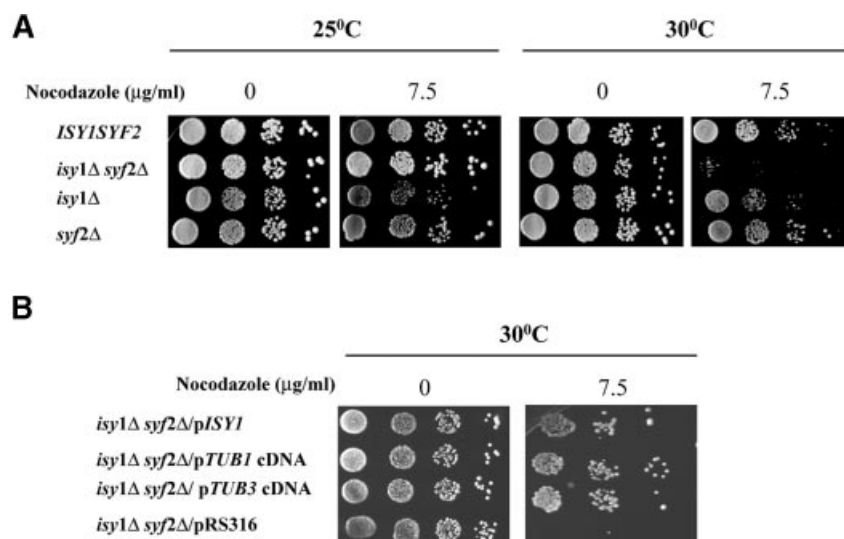 A
25⁰C 30⁰C
Nocodazole (μg/ml) 0 7.5 0 7.5
ISY1SYF2
isy1Δ syf2Δ
isy1Δ
syf2Δ
B
30⁰C
Nocodazole (μg/ml) 0 7.5
isy1Δ syf2Δ/pISY1
isy1Δ syf2Δ/pTUB1 cDNA
isy1Δ syf2Δ/ pTUB3 cDNA
isy1Δ syf2Δ/pRS316